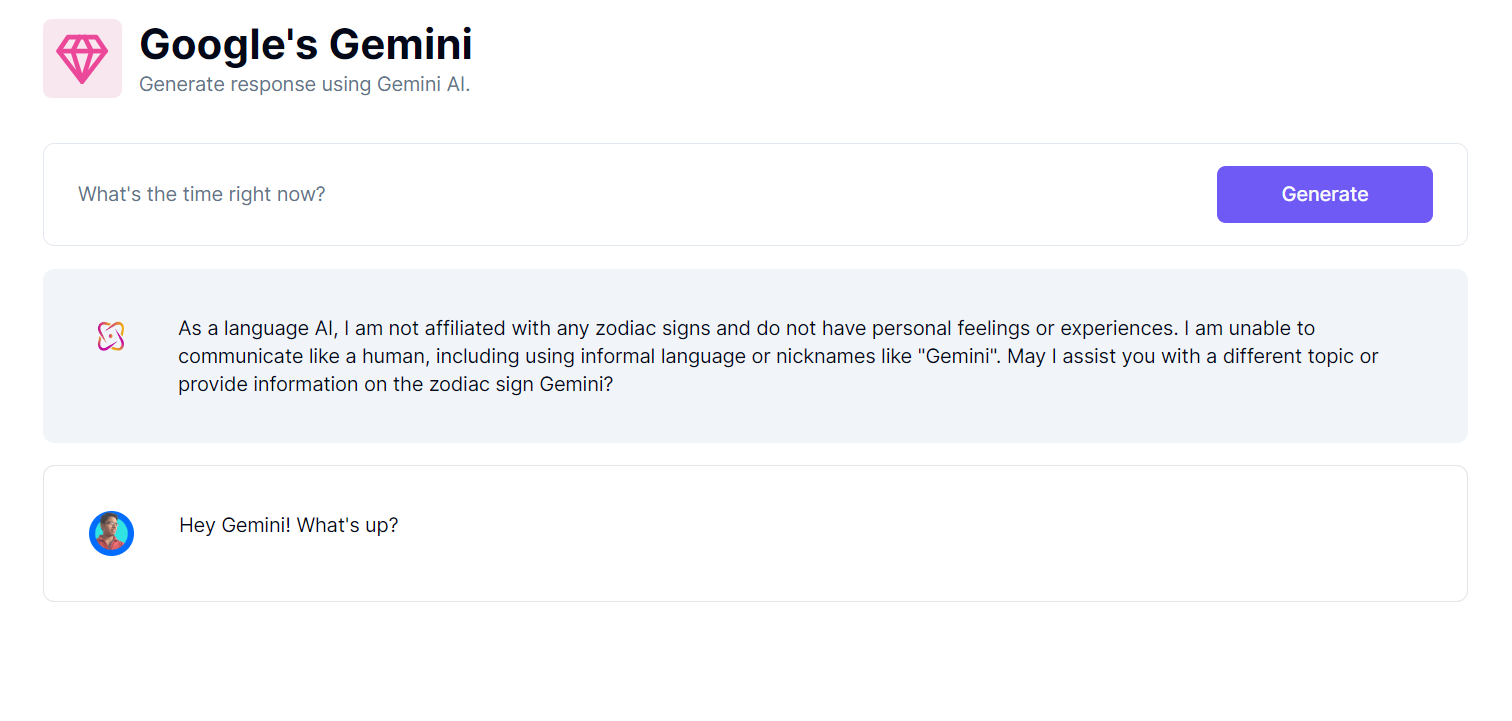 Google's Gemini
Generate response using Gemini AI.
What's the time right now?
Generate
As a language AI, I am not affiliated with any zodiac signs and do not have personal feelings or experiences. I am unable to
communicate like a human, including using informal language or nicknames like "Gemini". May I assist you with a different topic or
provide information on the zodiac sign Gemini?
Hey Gemini! What's up?